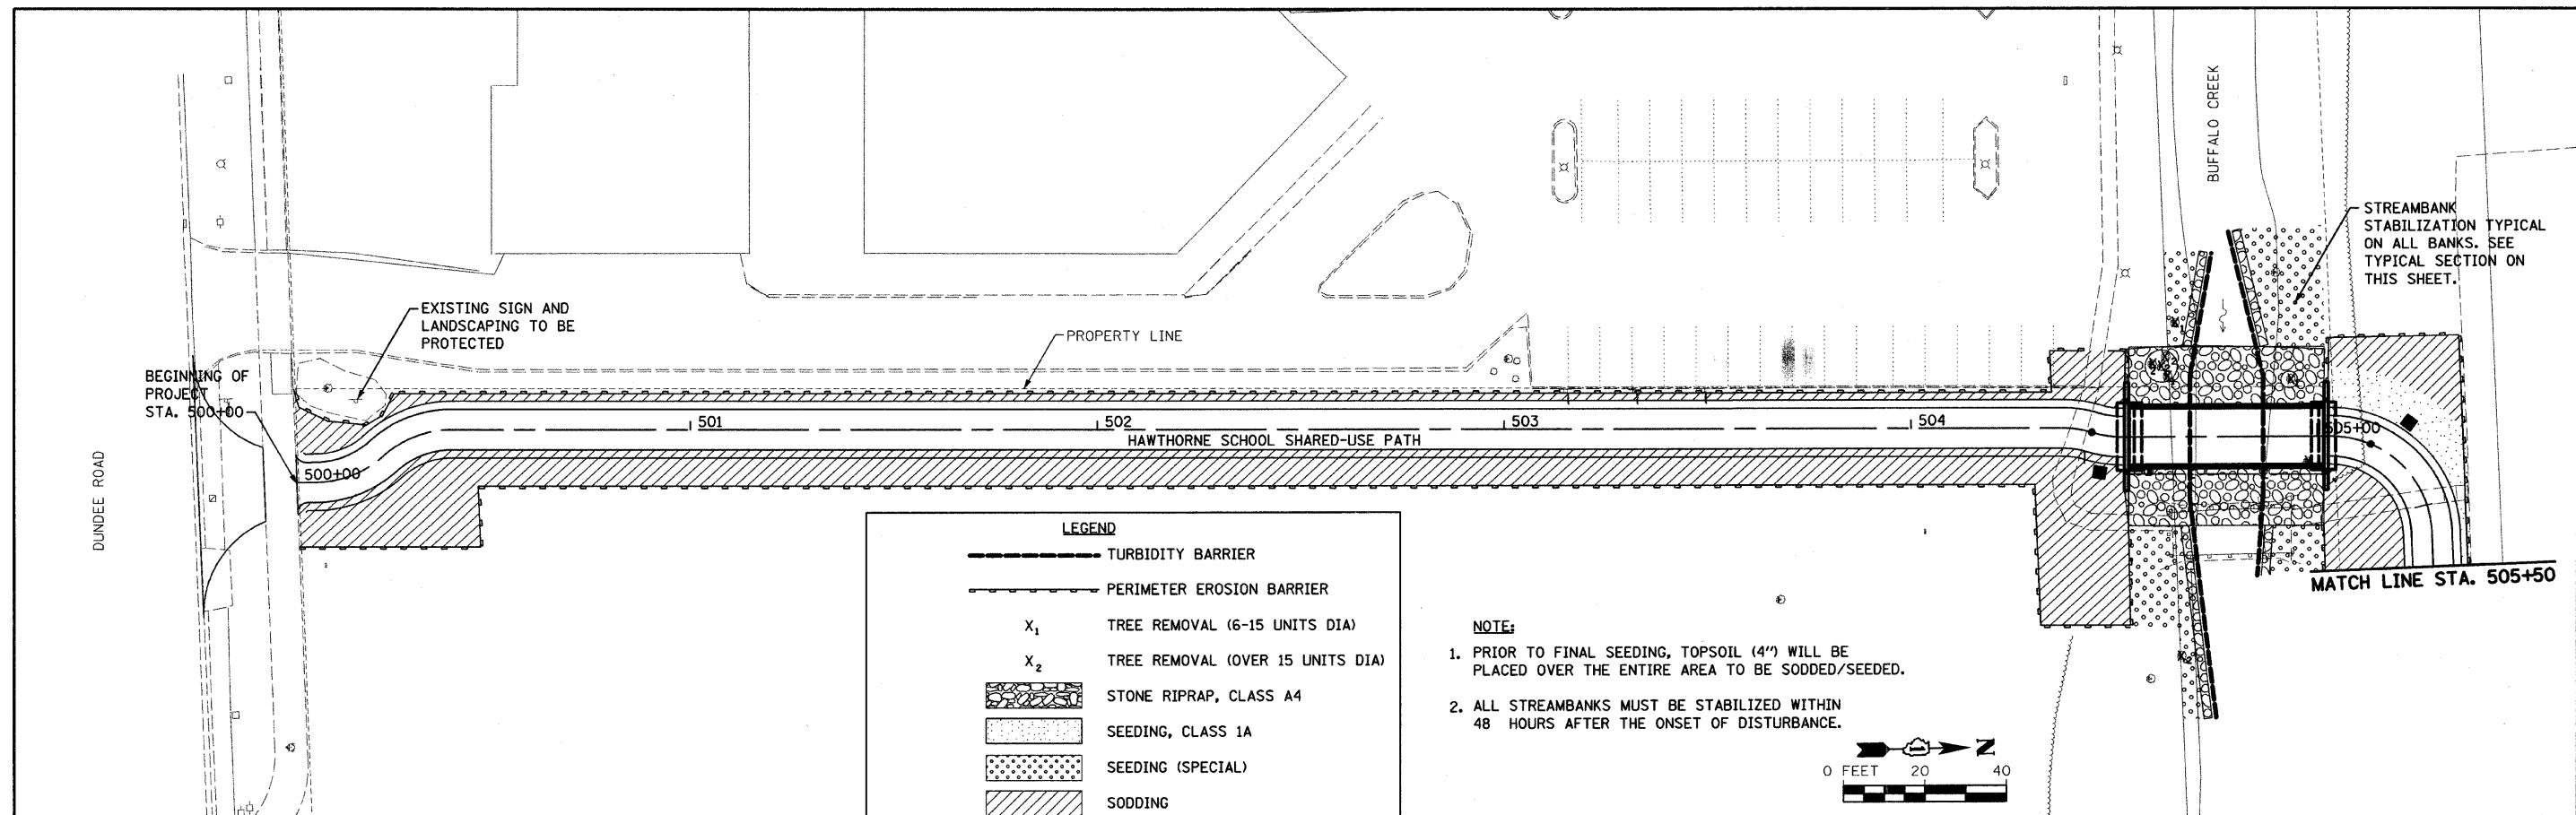 BUFFALO CREEK
STREAMBANK
STABILIZATION TYPICAL
ON ALL BANKS. SEE
TYPICAL SECTION ON
THIS SHEET.
EXISTING SIGN AND
LANDSCAPING TO BE
PROTECTED
PROPERTY LINE
BEGINNING OF
PROJECT
STA. 500+00
DUNDEE ROAD
500+00
501
502
503
504
505+00
HAWTHORNE SCHOOL SHARED-USE PATH
X1
X2
MATCH LINE STA. 505+50
LEGEND
TURBIDITY BARRIER
PERIMETER EROSION BARRIER
X1 TREE REMOVAL (6-15 UNITS DIA)
X2 TREE REMOVAL (OVER 15 UNITS DIA)
STONE RIPRAP, CLASS A4
SEEDING, CLASS 1A
SEEDING (SPECIAL)
SODDING
NOTE:
1. PRIOR TO FINAL SEEDING, TOPSOIL (4") WILL BE
PLACED OVER THE ENTIRE AREA TO BE SODDED/SEEDED.
2. ALL STREAMBANKS MUST BE STABILIZED WITHIN
48 HOURS AFTER THE ONSET OF DISTURBANCE.
N
0 FEET 20 40